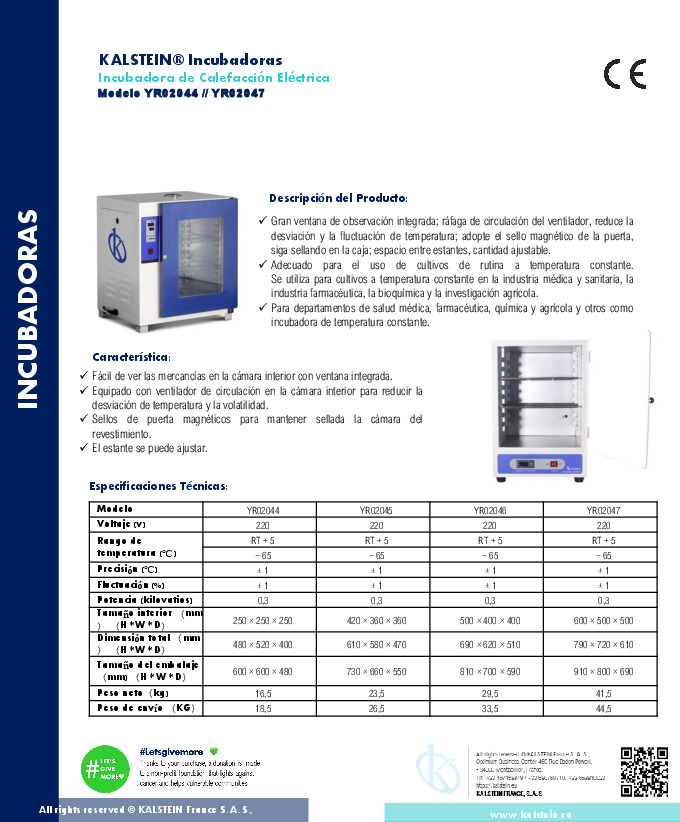 INCUBADORAS
KALSTEIN® Incubadoras
Incubadora de Calefacción Eléctrica
Modelo YR02044 // YR02047
CE
Descripción del Producto:
✓ Gran ventana de observación integrada; ráfaga de circulación del ventilador, reduce la
desviación y la fluctuación de temperatura; adopte el sello magnético de la puerta,
siga sellando en la caja; espacio entre estantes, cantidad ajustable.
✓ Adecuado para el uso de cultivos de rutina a temperatura constante.
Se utiliza para cultivos a temperatura constante en la industria médica y sanitaria, la
industria farmacéutica, la bioquímica y la investigación agrícola.
✓ Para departamentos de salud médica, farmacéutica, química y agrícola y otros como
incubadora de temperatura constante.
Característica:
✓ Fácil de ver las mercancías en la cámara interior con ventana integrada.
✓ Equipado con ventilador de circulación en la cámara interior para reducir la
desviación de temperatura y la volatilidad.
✓ Sellos de puerta magnéticos para mantener sellada la cámara del
revestimiento.
✓ El estante se puede ajustar.
Especificaciones Técnicas:
Modelo YR02044 YR02045 YR02046 YR02047
Voltaje (V) 220 220 220 220
Rango de RT + 5 RT + 5 RT + 5 RT + 5
temperatura (℃) ~ 65 ~ 65 ~ 65 ~ 65
Precisión (℃) ± 1 ± 1 ± 1 ± 1
Fluctuación (%) ± 1 ± 1 ± 1 ± 1
Potencia (kilovatios) 0,3 0,3 0,3 0,3
Tamaño interior （mm
） （H * W * D） 250 × 250 × 250 420 × 360 × 360 500 × 400 × 400 600 × 500 × 500
Dimensión total （mm
） （H * W * D） 480 × 520 × 400 610 × 580 × 470 690 × 620 × 510 790 × 720 × 610
Tamaño del embalaje
（mm）（H * W * D） 600 × 600 × 480 730 × 660 × 550 810 × 700 × 590 910 × 800 × 690
Peso neto（kg） 16,5 23,5 29,5 41,5
Peso de envío （KG） 18,5 26,5 33,5 44,5
# LET'S
GIVE
MORE
#Letsgivemore
Thanks to your purchase, a donation is made
to a non-profit foundation that fights against
cancer and helps vulnerable communities
All rights reserved ® KALSTEIN France S. A. S.,
https://kalstein.eu
KALSTEIN FRANCE, S. A. S
All rights reserved © KALSTEIN France S. A. S.,
www.kalstein.eu